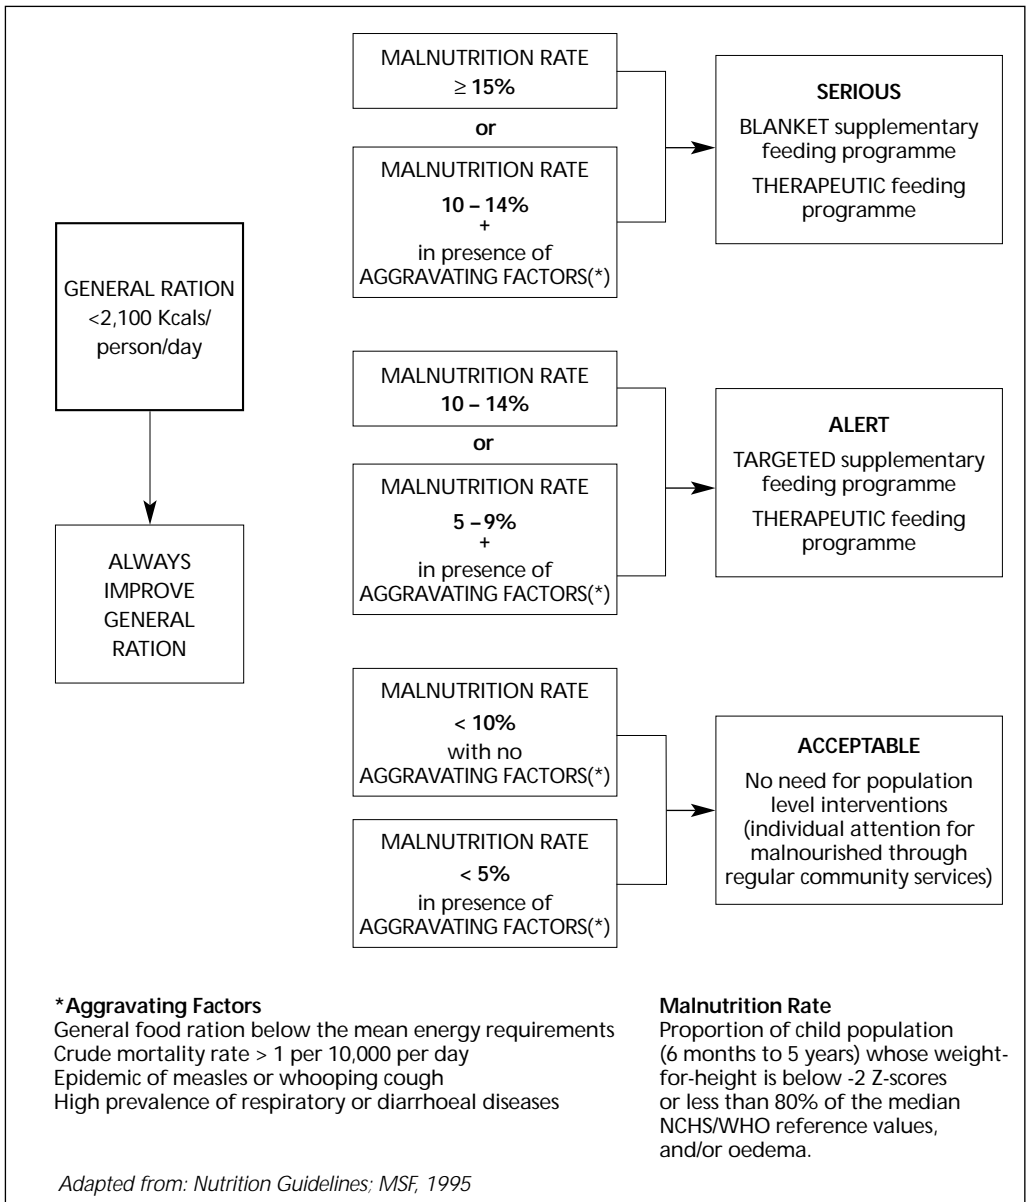 GENERAL RATION
<2,100 Kcals/
person/day
ALWAYS
IMPROVE
GENERAL
RATION
MALNUTRITION RATE
≥ 15%
or
MALNUTRITION RATE
10 – 14%
+
in presence of
AGGRAVATING FACTORS(*)
SERIOUS
BLANKET supplementary
feeding programme
THERAPEUTIC feeding
programme
MALNUTRITION RATE
10 – 14%
or
MALNUTRITION RATE
5 – 9%
+
in presence of
AGGRAVATING FACTORS(*)
ALERT
TARGETED supplementary
feeding programme
THERAPEUTIC feeding
programme
MALNUTRITION RATE
< 10%
with no
AGGRAVATING FACTORS(*)
MALNUTRITION RATE
< 5%
in presence of
AGGRAVATING FACTORS(*)
ACCEPTABLE
No need for population
level interventions
(individual attention for
malnourished through
regular community services)
*Aggravating Factors
General food ration below the mean energy requirements
Crude mortality rate > 1 per 10,000 per day
Epidemic of measles or whooping cough
High prevalence of respiratory or diarrhoeal diseases
Malnutrition Rate
Proportion of child population
(6 months to 5 years) whose weight-
for-height is below -2 Z-scores
or less than 80% of the median
NCHS/WHO reference values,
and/or oedema.
Adapted from: Nutrition Guidelines; MSF, 1995